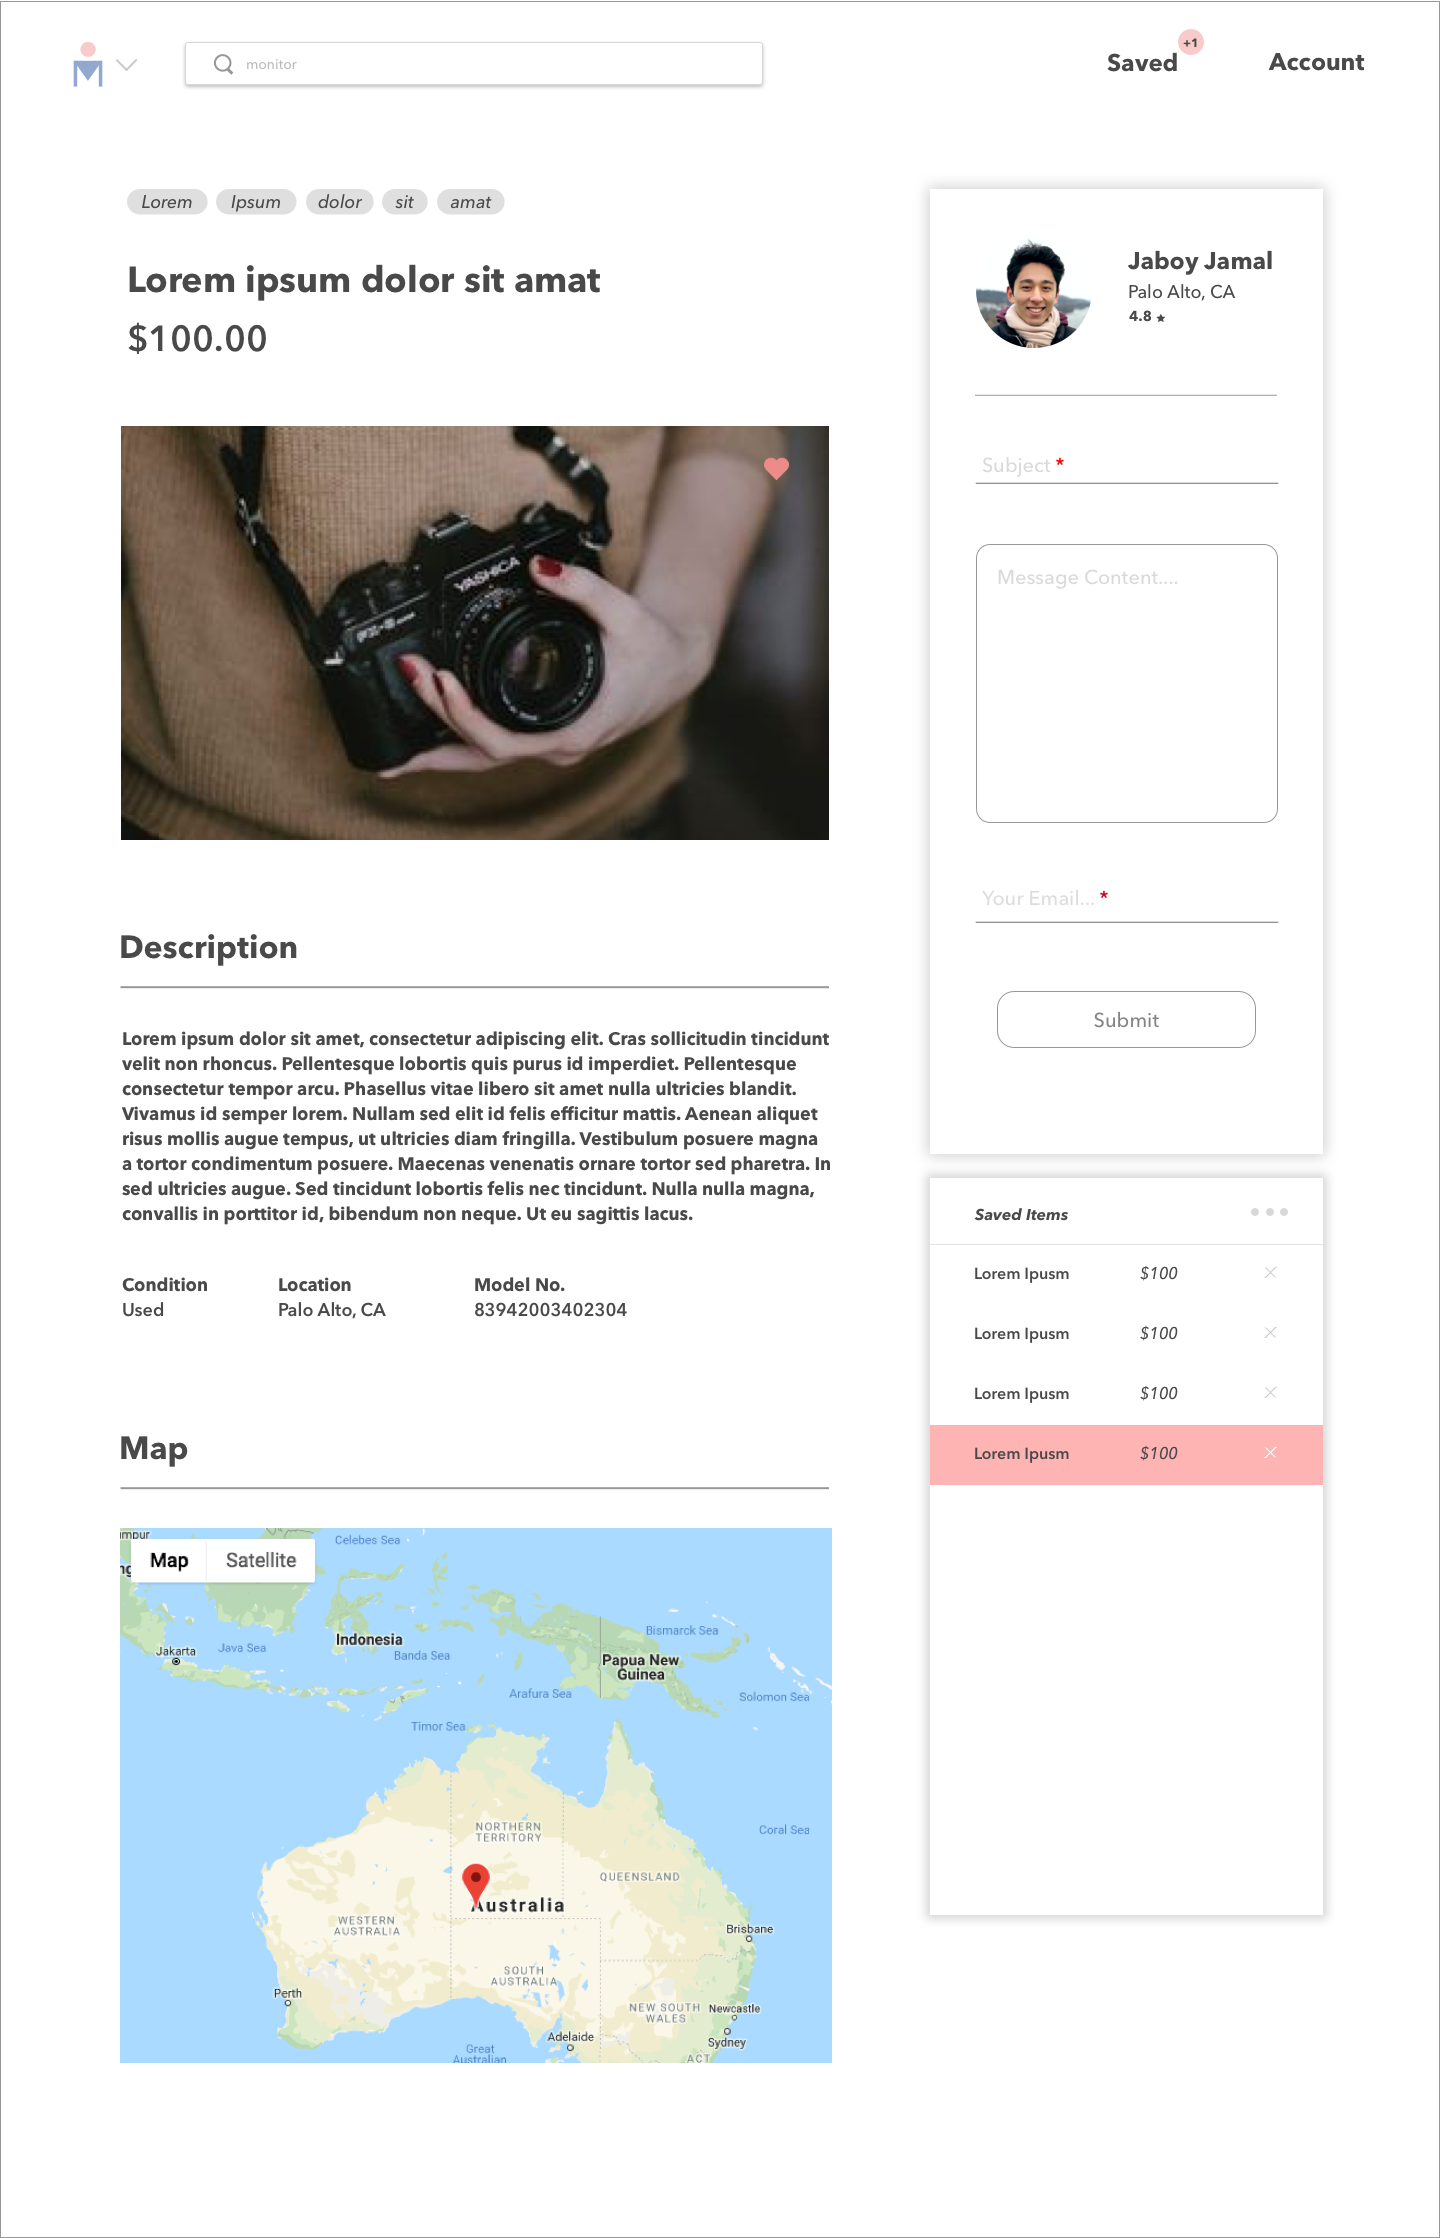 monitor
Saved
+1
Account
Lorem Ipsum dolor sit amat
Lorem ipsum dolor sit amat
$100.00
YASHICA
Description
Lorem ipsum dolor sit amet, consectetur adipiscing elit. Cras sollicitudin tincidunt
velit non rhoncus. Pellentesque lobortis quis purus id imperdiet. Pellentesque
consectetur tempor arcu. Phasellus vitae libero sit amet nulla ultricies blandit.
Vivamus id semper lorem. Nullam sed elit id felis efficitur mattis. Aenean aliquet
risus mollis augue tempus, ut ultricies diam fringilla. Vestibulum posuere magna
a tortor condimentum posuere. Maecenas venenatis ornare tortor sed pharetra. In
sed ultricies augue. Sed tincidunt lobortis felis nec tincidunt. Nulla nulla magna,
convallis in porttitor id, bibendum non neque. Ut eu sagittis lacus.
Condition Location Model No.
Used Palo Alto, CA 83942003402304
Map
Map Satellite
Celebes Sea
Bismarck Sea
Indonesia
Java Sea
Jakarta
Banda Sea
Papua New
Guinea
Arafura Sea
Solomon Sea
Timor Sea
NORTHERN
TERRITORY
Coral Sea
QUEENSLAND
Australia
WESTERN
AUSTRALIA
Brisbane
SOUTH
AUSTRALIA
Perth
NEW SOUTH
WALES
Newcastle
Adelaide
Sydney
Great
Australian
ACT
Jaboy Jamal
Palo Alto, CA
4.8 ★
Subject *
Message Content....
Your Email... *
Submit
Saved Items
Lorem Ipusm $100
Lorem Ipusm $100
Lorem Ipusm $100
Lorem Ipusm $100